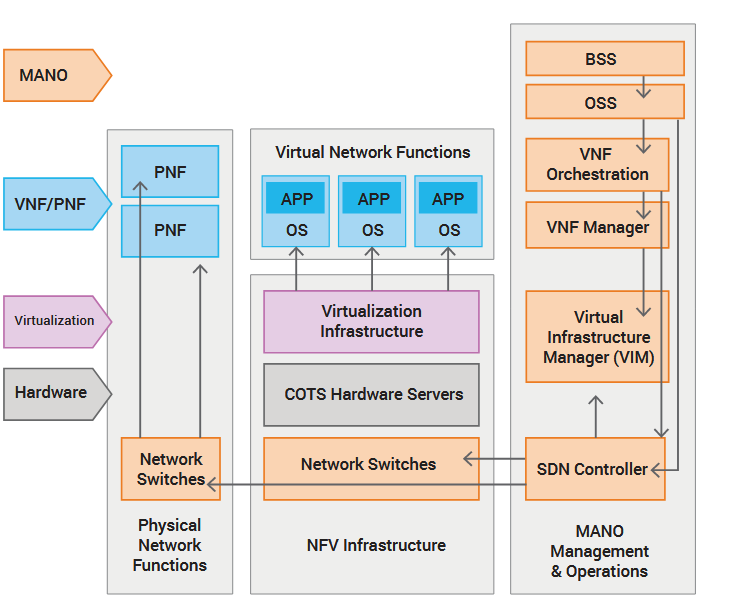 MANO
VNF/PNF
Virtualization
Hardware
PNF
PNF
Network
Switches
Physical
Network
Functions
Virtual Network Functions
APP
OS
APP
OS
APP
OS
Virtualization
Infrastructure
COTS Hardware Servers
Network Switches
NFV Infrastructure
BSS
OSS
VNF
Orchestration
VNF Manager
Virtual
Infrastructure
Manager (VIM)
SDN Controller
MANO
Management
& Operations